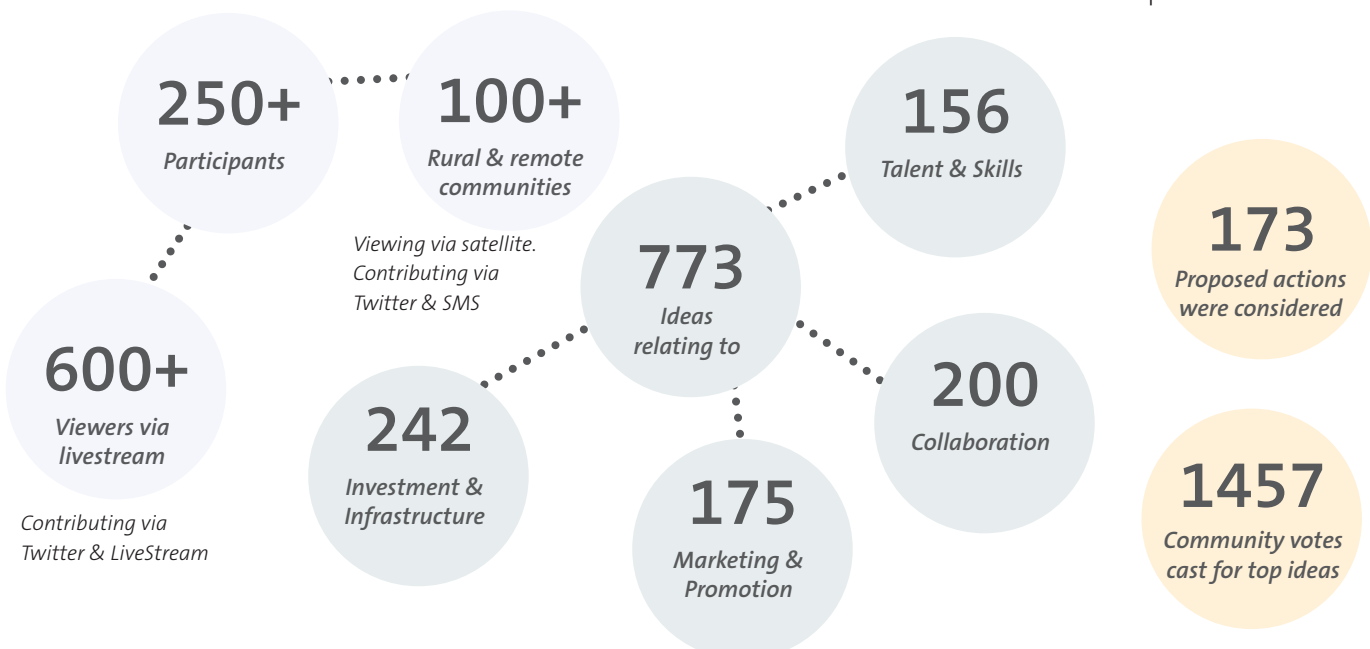 250+
Participants
100+
Rural & remote
communities
Viewing via satellite.
Contributing via
Twitter & SMS
600+
Viewers via
livestream
Contributing via
Twitter & LiveStream
773
Ideas
relating to
156
Talent & Skills
200
Collaboration
175
Marketing &
Promotion
242
Investment &
Infrastructure
173
Proposed actions
were considered
1457
Community votes
cast for top ideas